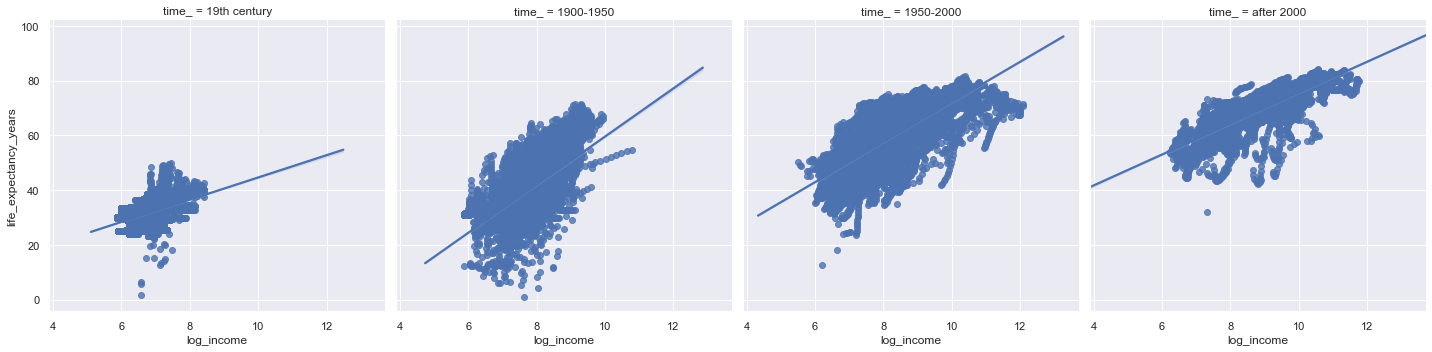 time_ = 19th century
time_ = 1900-1950
time_ = 1950-2000
time_ = after 2000
100
80
60
40
20
0
life_expectancy_years
4 6 8 10 12
4 6 8 10 12
4 6 8 10 12
4 6 8 10 12
log_income
log_income
log_income
log_income